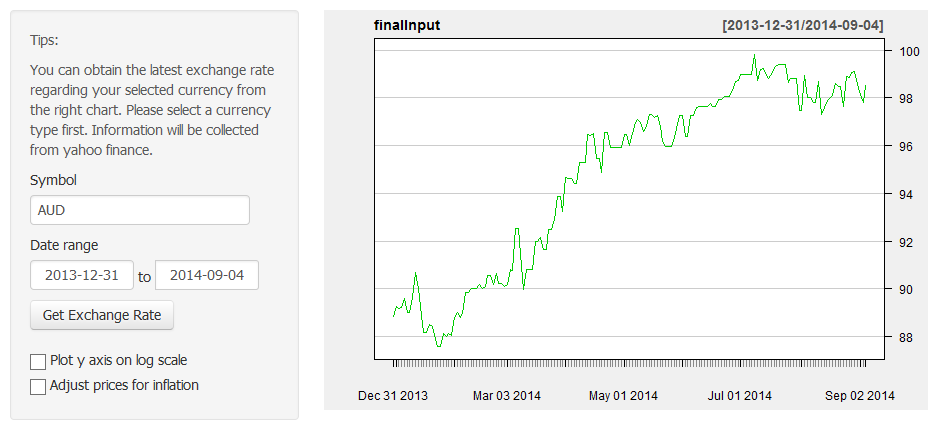 Tips:
You can obtain the latest exchange rate
regarding your selected currency from
the right chart. Please select a currency
type first. Information will be collected
from yahoo finance.
Symbol
AUD
Date range
2013-12-31 to 2014-09-04
Get Exchange Rate
Plot y axis on log scale
Adjust prices for inflation
finalInput [2013-12-31/2014-09-04]
100
98
96
94
92
90
88
Dec 31 2013 Mar 03 2014 May 01 2014 Jul 01 2014 Sep 02 2014